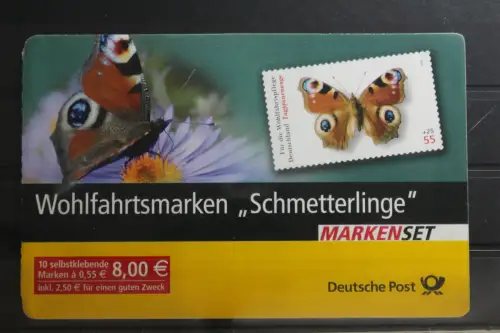 Für die Wohlfahrtspflege
Deutschland Tagpfauenauge
+25
55
Wohlfahrtsmarken „Schmetterlinge"
MARKENSET
10 selbstklebende
Marken à 0,55 €
8,00 €
inkl. 2,50 € für einen guten Zweck
Deutsche Post